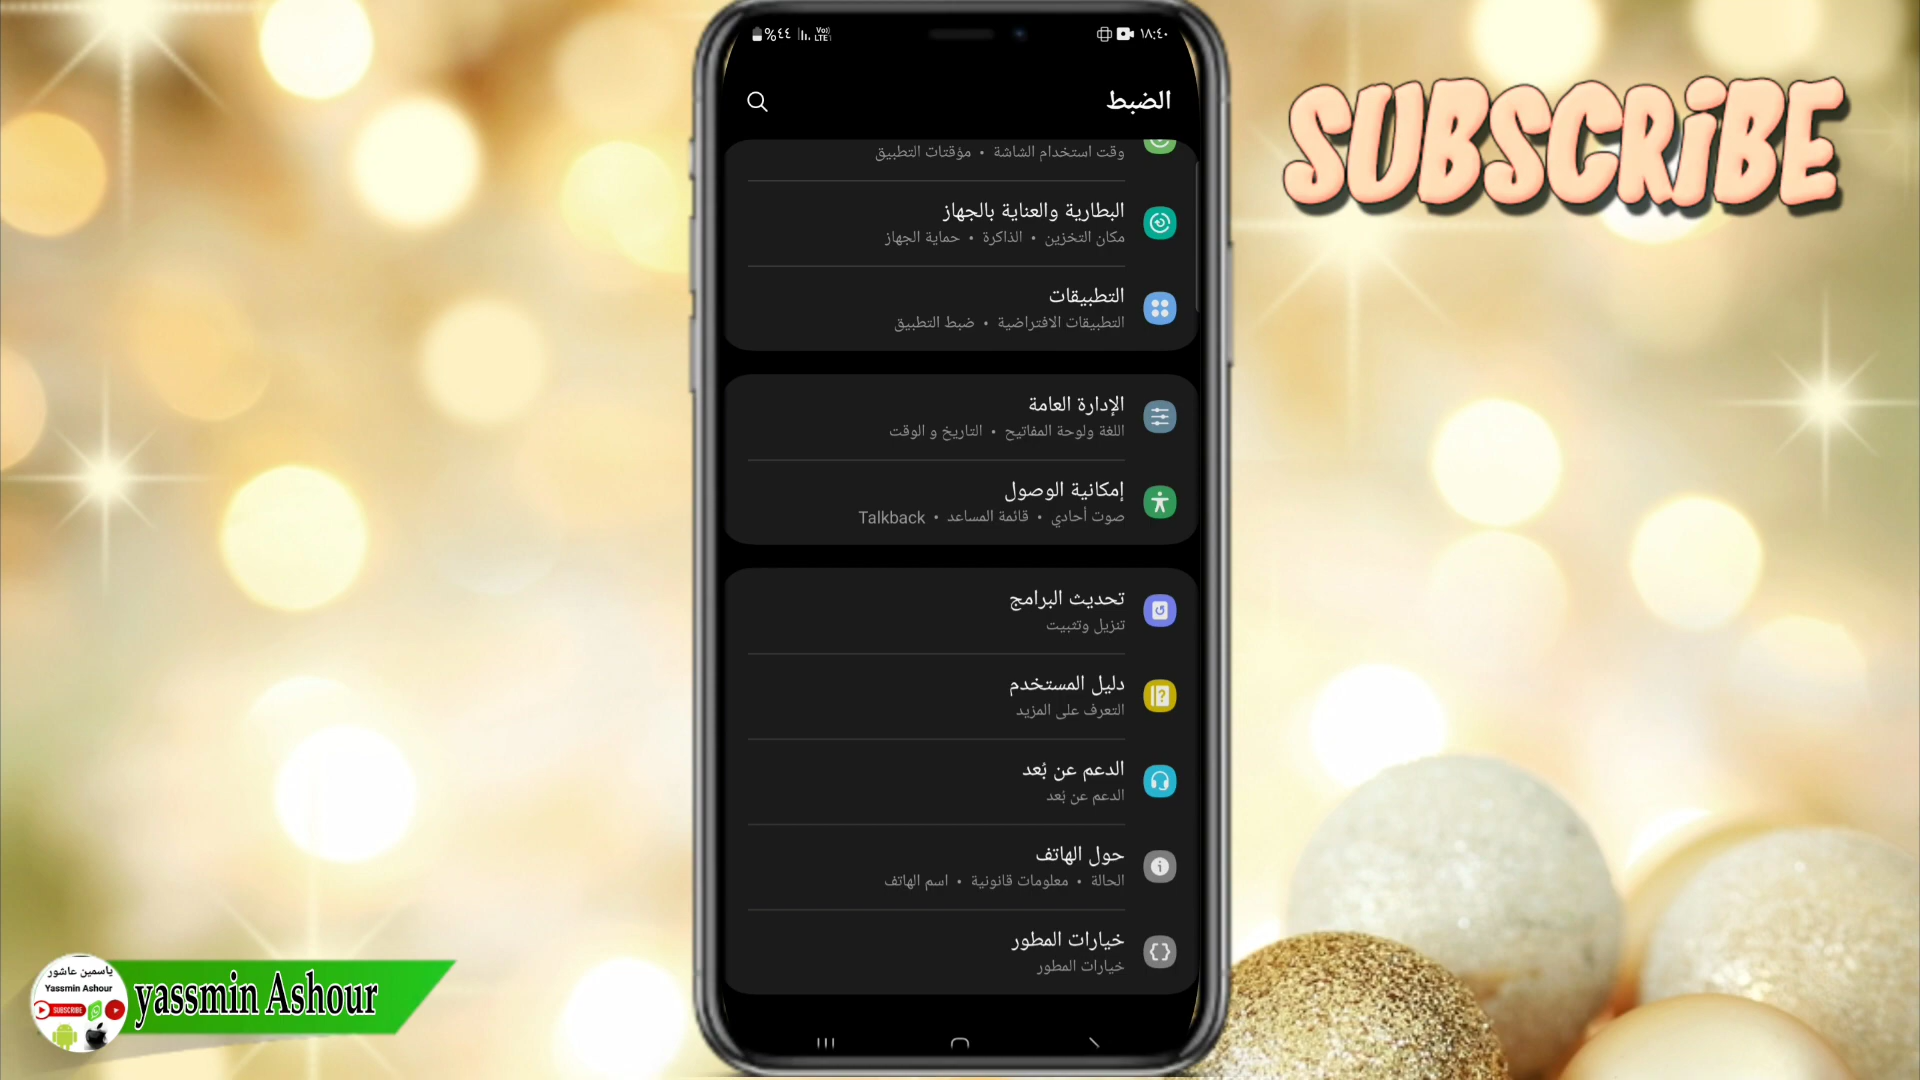 ١٨:٤٠
%٤٤
Vo)
LTE
الضبط
وقت استخدام الشاشة • مؤقتات التطبيق
البطارية والعناية بالجهاز
مكان التخزين • الذاكرة • حماية الجهاز
التطبيقات
التطبيقات الافتراضية • ضبط التطبيق
الإدارة العامة
اللغة ولوحة المفاتيح • التاريخ و الوقت
إمكانية الوصول
صوت أحادي • قائمة المساعد • Talkback
تحديث البرامج
تنزيل وتثبيت
دليل المستخدم
التعرف على المزيد
الدعم عن بُعد
الدعم عن بُعد
حول الهاتف
الحالة • معلومات قانونية • اسم الهاتف
خيارات المطور
خيارات المطور
SUBSCRiBE
ياسمين عاشور
Yassmin Ashour
SUBSCRIBE
yassmin Ashour